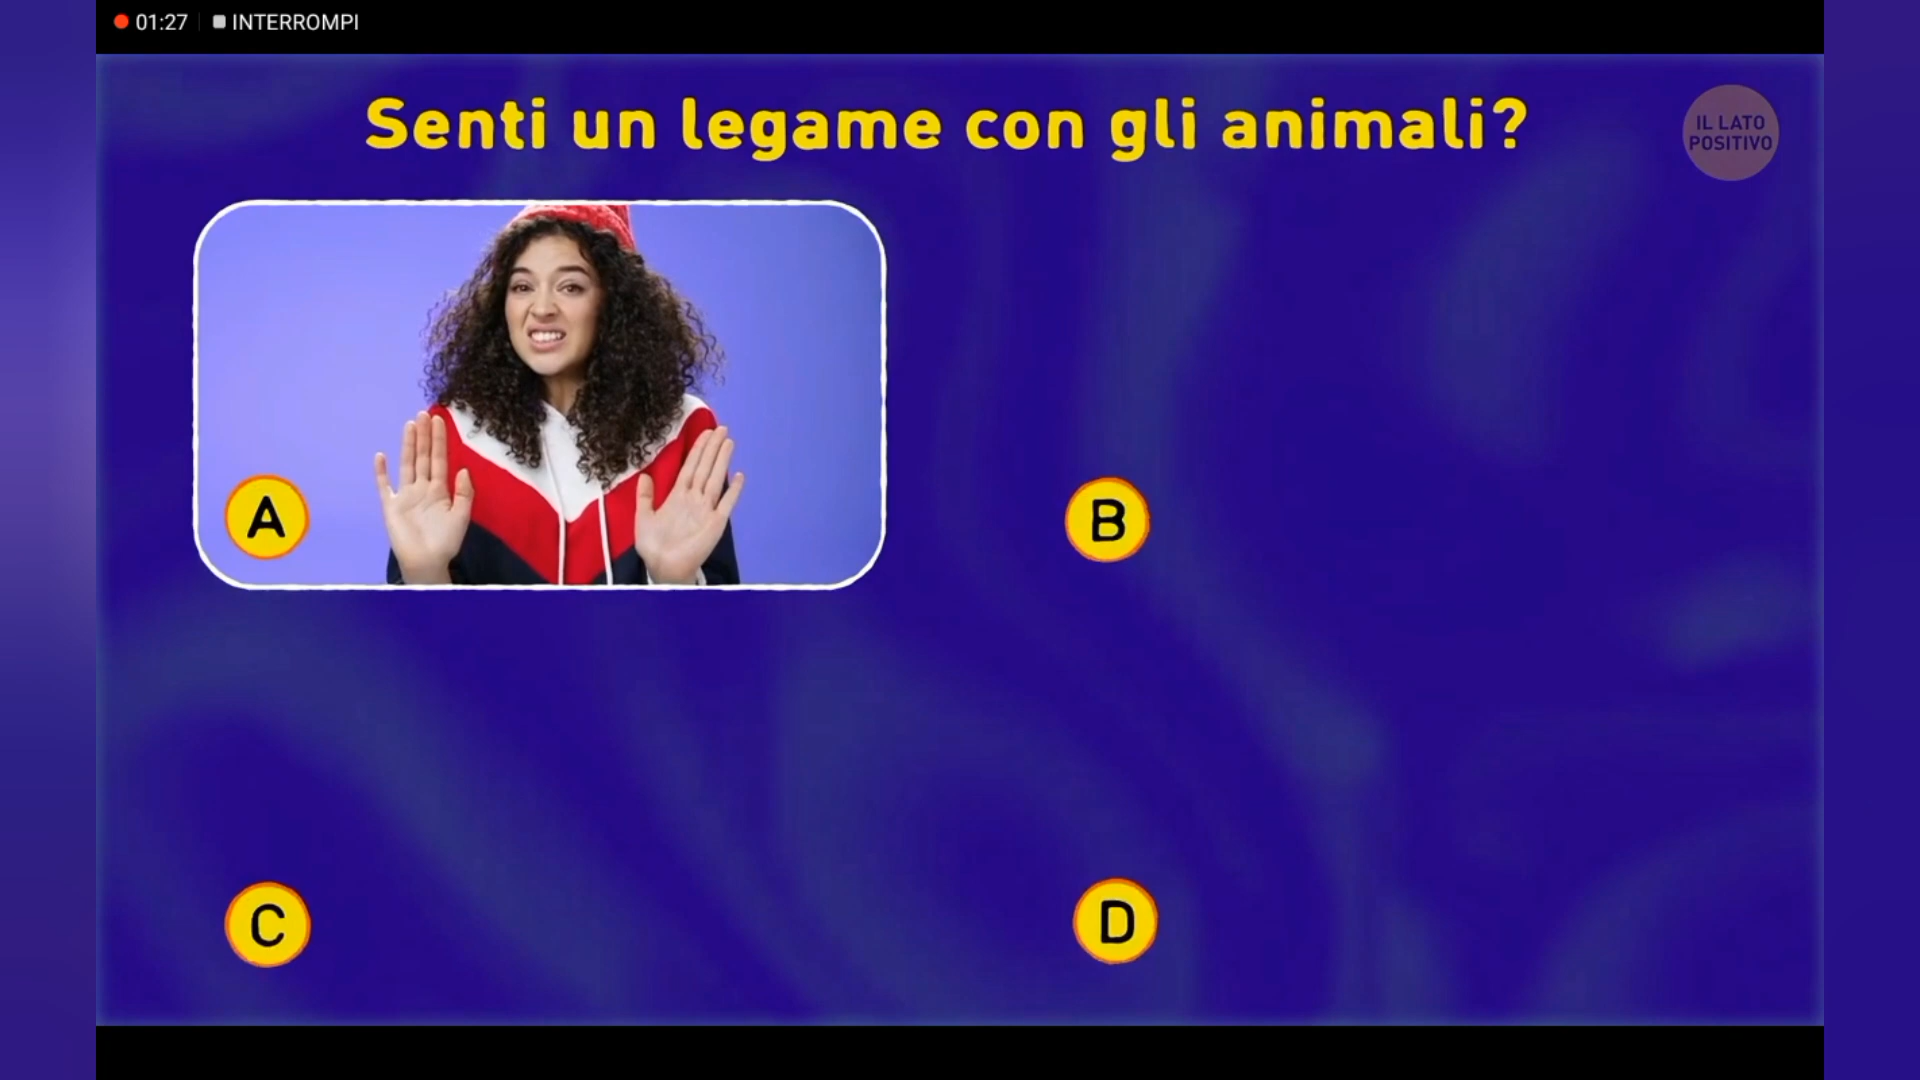 01:27 INTERROMPI
Senti un legame con gli animali?
IL LATO
POSITIVO
A
B
C
D